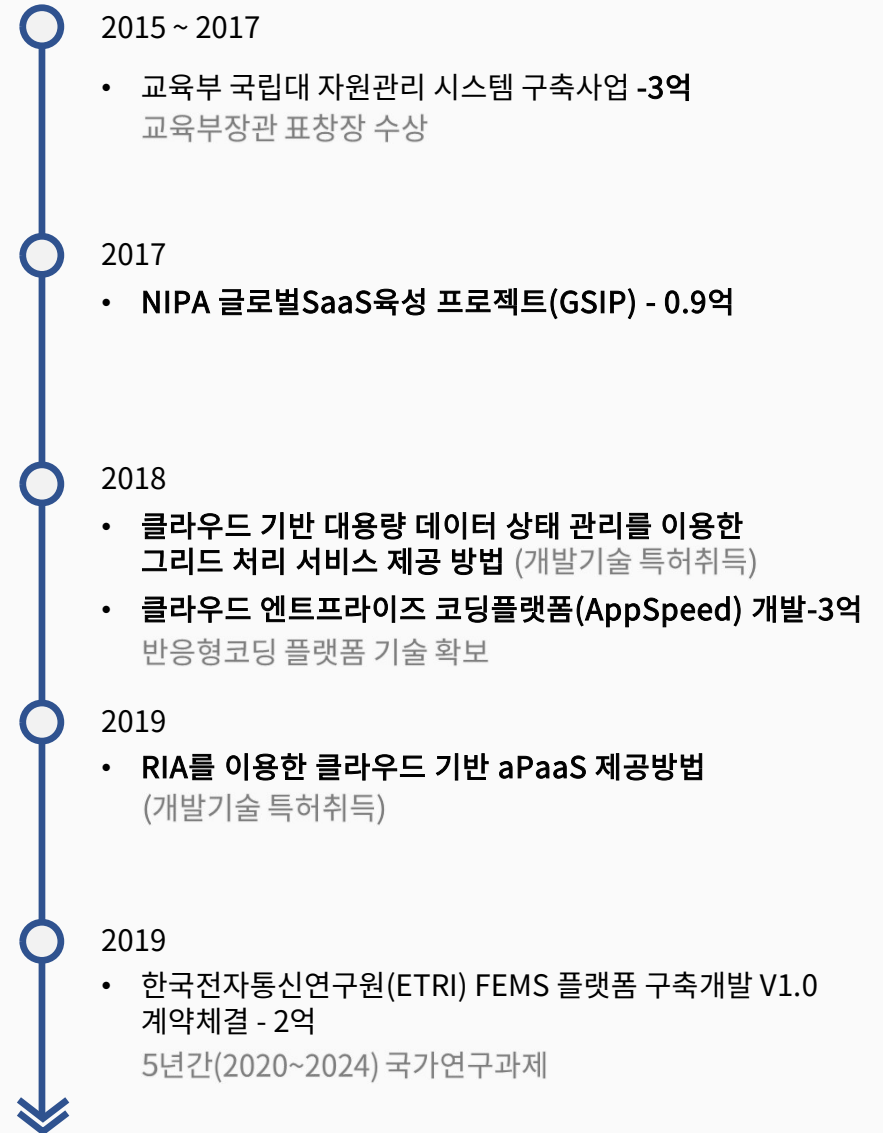 2015 ~ 2017
• 교육부 국립대 자원관리 시스템 구축사업 -3억
교육부장관 표창장 수상
2017
• NIPA 글로벌SaaS육성 프로젝트(GSIP) - 0.9억
2018
• 클라우드 기반 대용량 데이터 상태 관리를 이용한
그리드 처리 서비스 제공 방법 (개발기술 특허취득)
• 클라우드 엔트프라이즈 코딩플랫폼(AppSpeed) 개발-3억
반응형코딩 플랫폼 기술 확보
2019
• RIA를 이용한 클라우드 기반 aPaaS 제공방법
(개발기술 특허취득)
2019
• 한국전자통신연구원(ETRI) FEMS 플랫폼 구축개발 V1.0
계약체결 - 2억
5년간(2020~2024) 국가연구과제